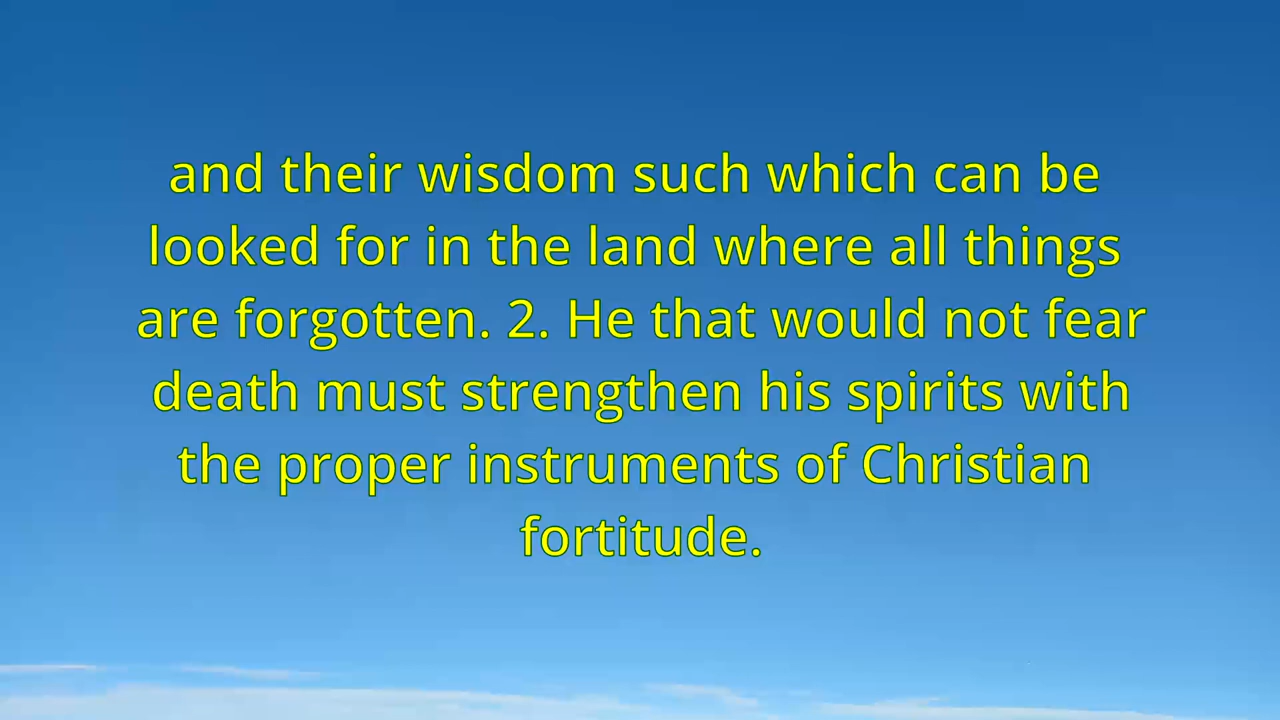 and their wisdom such which can be
looked for in the land where all things
are forgotten. 2. He that would not fear
death must strengthen his spirits with
the proper instruments of Christian
fortitude.